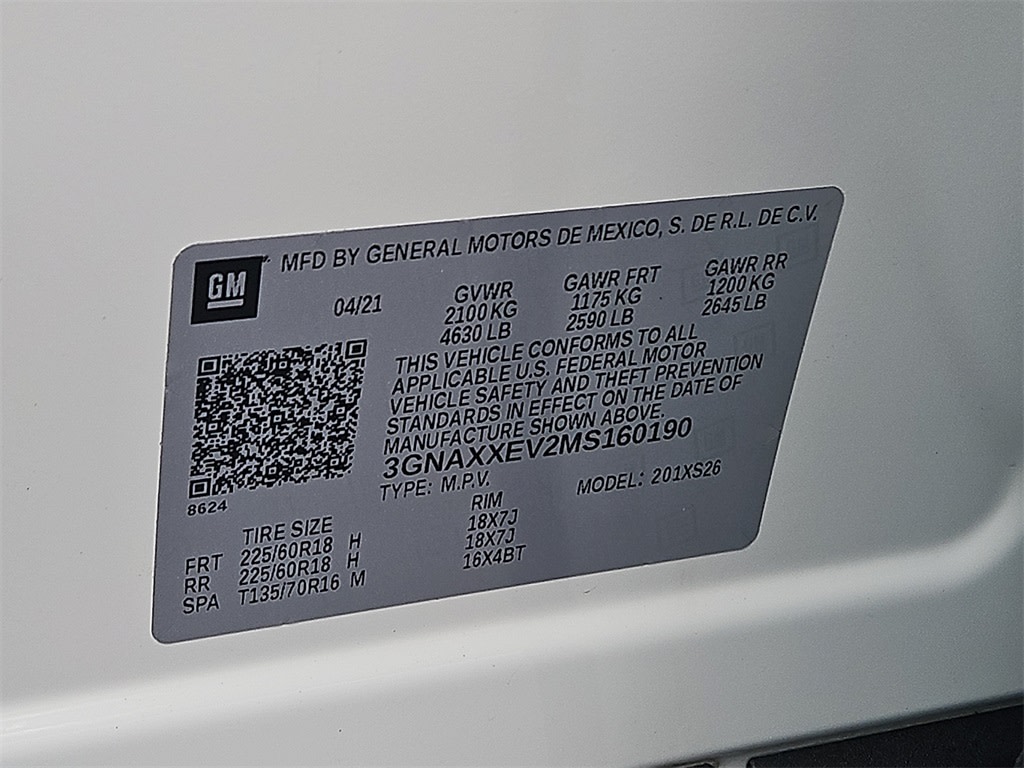 GM
MFD BY GENERAL MOTORS DE MEXICO, S. DE R.L. DE C.V.
04/21
GVWR
2100 KG
4630 LB
GAWR FRT
1175 KG
2590 LB
GAWR RR
1200 KG
2645 LB
THIS VEHICLE CONFORMS TO ALL
APPLICABLE U.S. FEDERAL MOTOR
VEHICLE SAFETY AND THEFT PREVENTION
STANDARDS IN EFFECT ON THE DATE OF
MANUFACTURE SHOWN ABOVE.
3GNAXXEV2MS160190
TYPE: M.P.V. MODEL: 201XS26
8624
TIRE SIZE RIM
FRT 225/60R18 H 18X7J
RR 225/60R18 H 18X7J
SPA T135/70R16 M 16X4BT